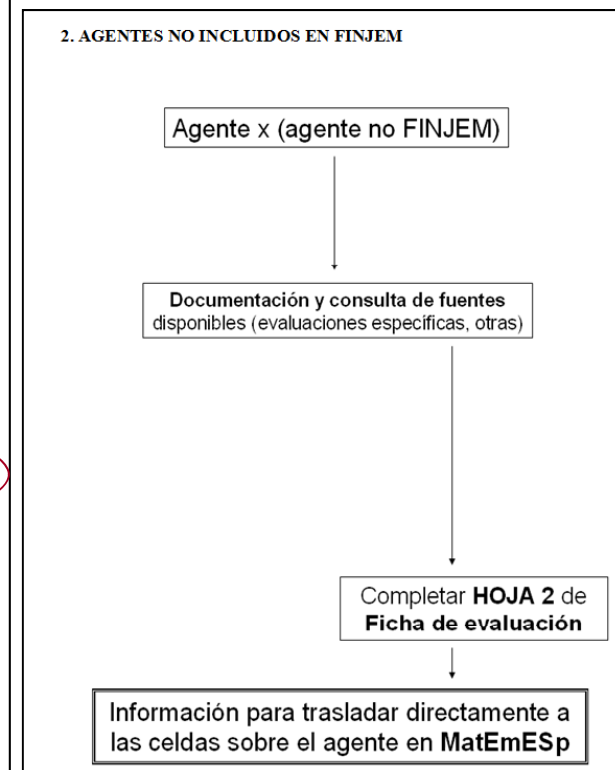 2. AGENTES NO INCLUIDOS EN FINJEM
Agente x (agente no FINJEM)
Documentación y consulta de fuentes
disponibles (evaluaciones específicas, otras)
Completar HOJA 2 de
Ficha de evaluación
Información para trasladar directamente a
las celdas sobre el agente en MatEmESp